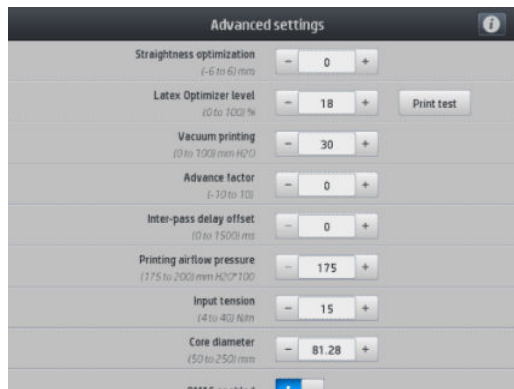 Advanced settings
Straightness optimization
(-6 to 6) mm
- 0 +
Latex Optimizer level
(0 to 100) %
- 18 + Print test
Vacuum printing
(0 to 100) mm H2O
- 30 +
Advance factor
(-10 to 10)
- 0 +
Inter-pass delay offset
(0 to 1500) ms
- 0 +
Printing airflow pressure
(175 to 200) mm H2O*100
- 175 +
Input tension
(4 to 40) N/m
- 15 +
Core diameter
(50 to 250) mm
- 81.28 +